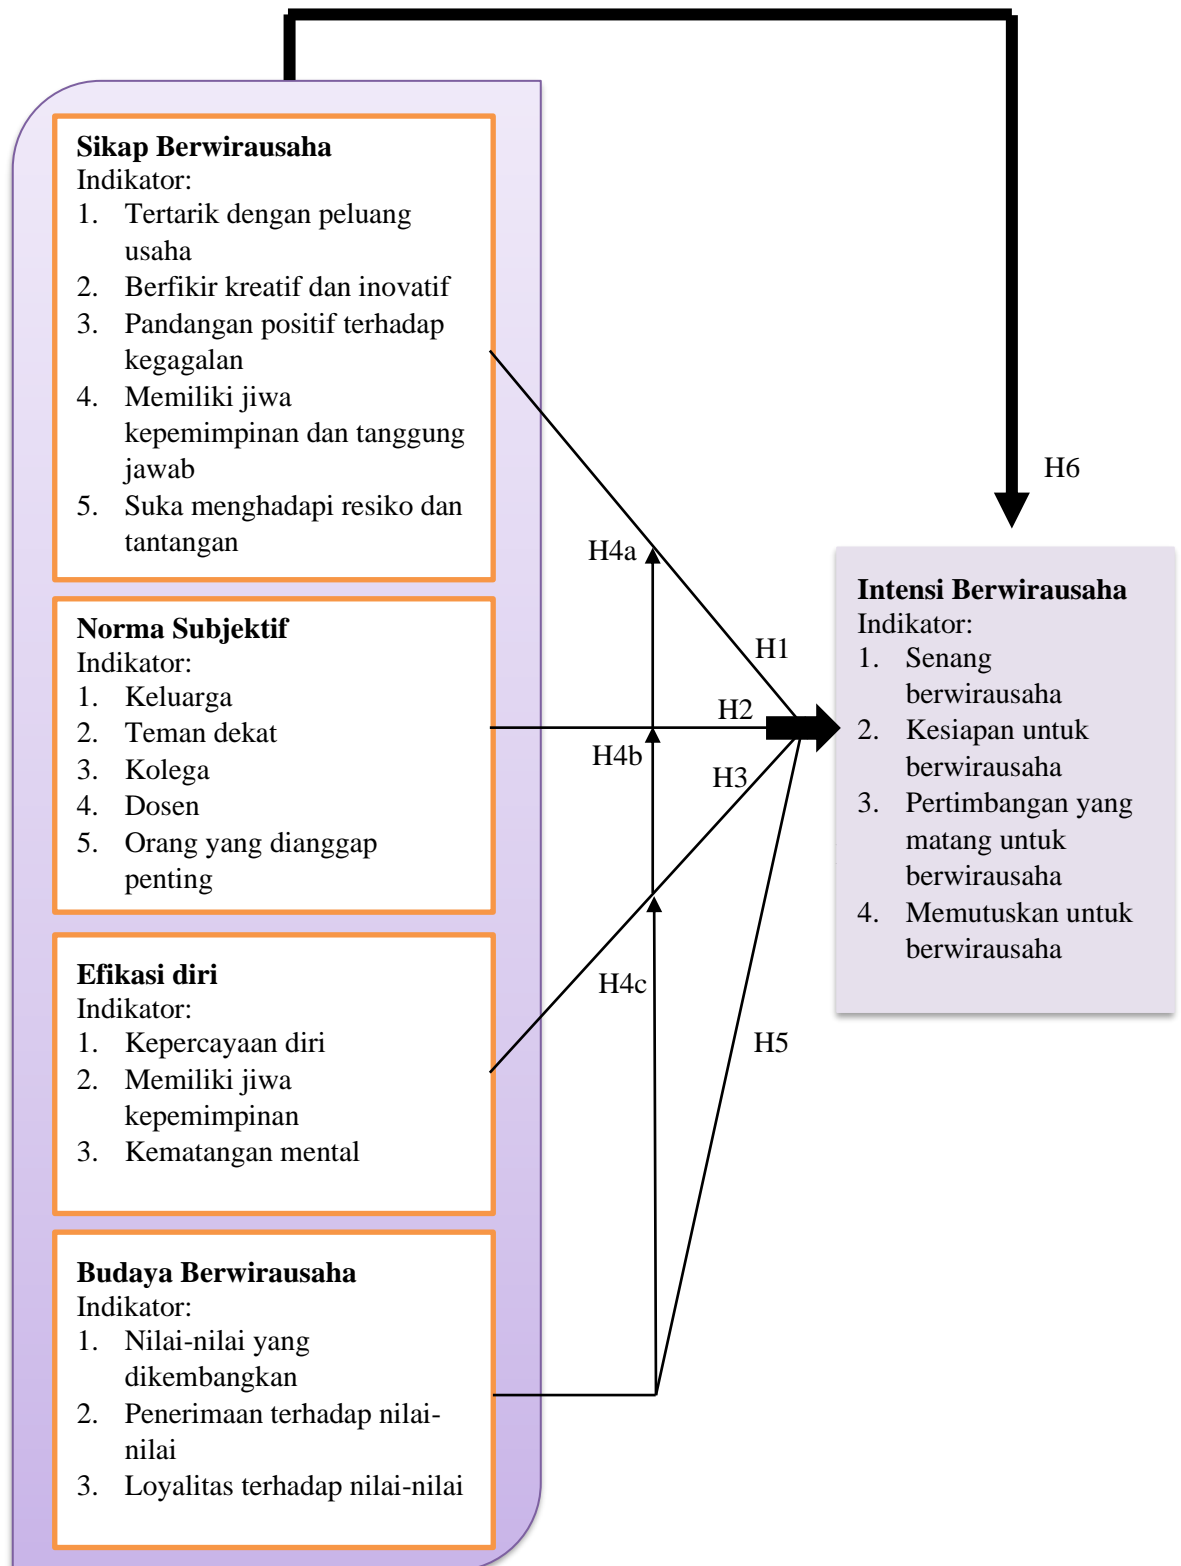 Sikap Berwirausaha
Indikator:
1. Tertarik dengan peluang
usaha
2. Berfikir kreatif dan inovatif
3. Pandangan positif terhadap
kegagalan
4. Memiliki jiwa
kepemimpinan dan tanggung
jawab
5. Suka menghadapi resiko dan
tantangan
Norma Subjektif
Indikator:
1. Keluarga
2. Teman dekat
3. Kolega
4. Dosen
5. Orang yang dianggap
penting
Efikasi diri
Indikator:
1. Kepercayaan diri
2. Memiliki jiwa
kepemimpinan
3. Kematangan mental
Budaya Berwirausaha
Indikator:
1. Nilai-nilai yang
dikembangkan
2. Penerimaan terhadap nilai-
nilai
3. Loyalitas terhadap nilai-nilai
H4a
H1
H2
H4b
H3
H4c
H5
H6
Intensi Berwirausaha
Indikator:
1. Senang
berwirausaha
2. Kesiapan untuk
berwirausaha
3. Pertimbangan yang
matang untuk
berwirausaha
4. Memutuskan untuk
berwirausaha